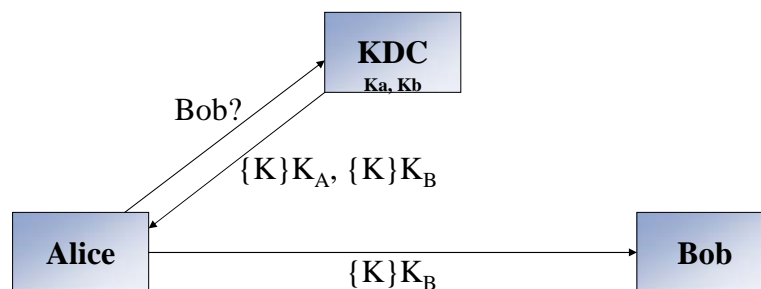 KDC
Ka, Kb
Bob?
{K}K_A, {K}K_B
Alice
Bob
{K}K_B